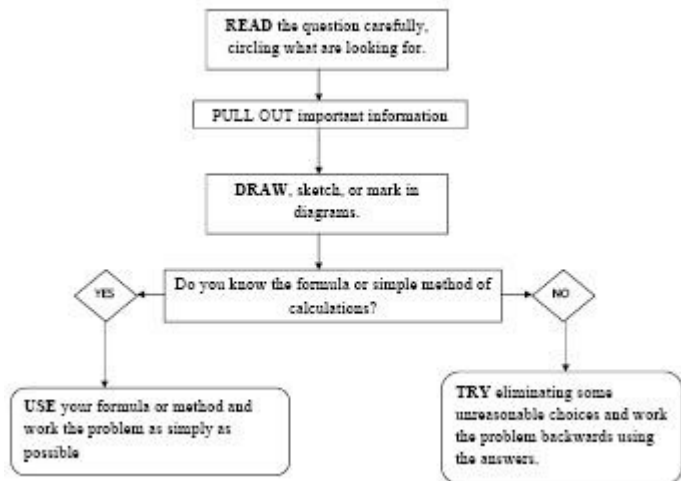 READ the question carefully,
circling what are looking for.
PULL OUT important information
DRAW, sketch, or mark in
diagrams.
Do you know the formula or simple method of
calculations?
YES
NO
USE your formula or method and
work the problem as simply as
possible
TRY eliminating some
unreasonable choices and work
the problem backwards using
the answers.